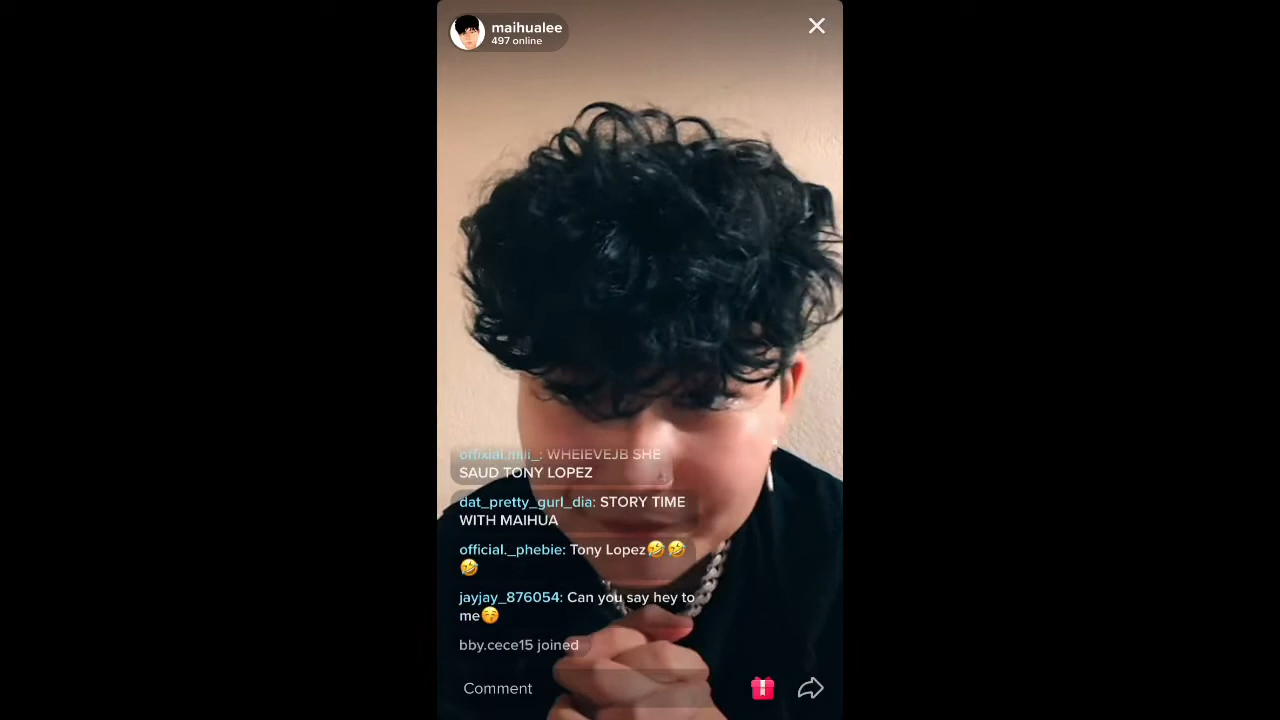 maihualee
497 online
WHEIEVEJB SHE
SAUD TONY LOPEZ
dat_pretty_gurl_dia: STORY TIME
WITH MAIHUA
official._phebie: Tony Lopez🤣🤣
🤣
jayjay_876054: Can you say hey to
me😚
bby.cece15 joined
Comment